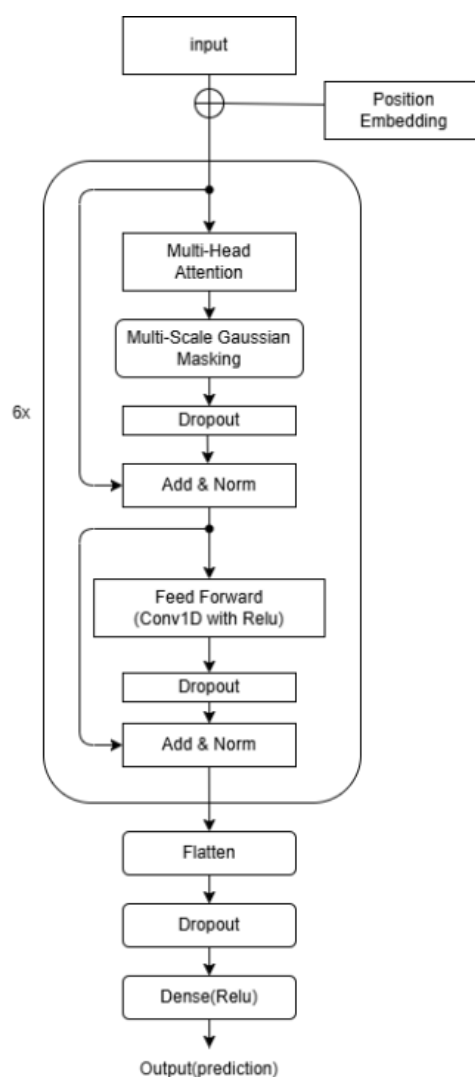 input
Position
Embedding
Multi-Head
Attention
Multi-Scale Gaussian
Masking
Dropout
6x
Add & Norm
Feed Forward
(Conv1D with Relu)
Dropout
Add & Norm
Flatten
Dropout
Dense(Relu)
Output(prediction)